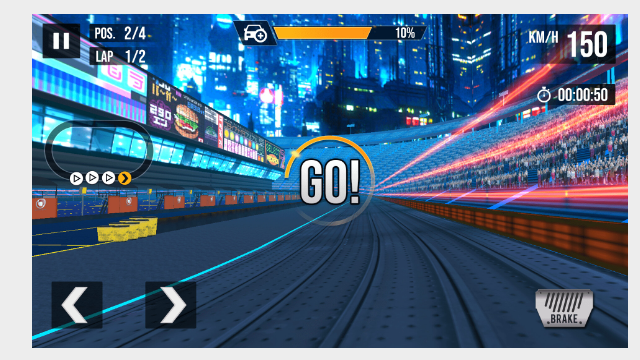 POS. 2/4
LAP 1/2
10%
KM/H 150
00:00:50
GO!
BRAKE